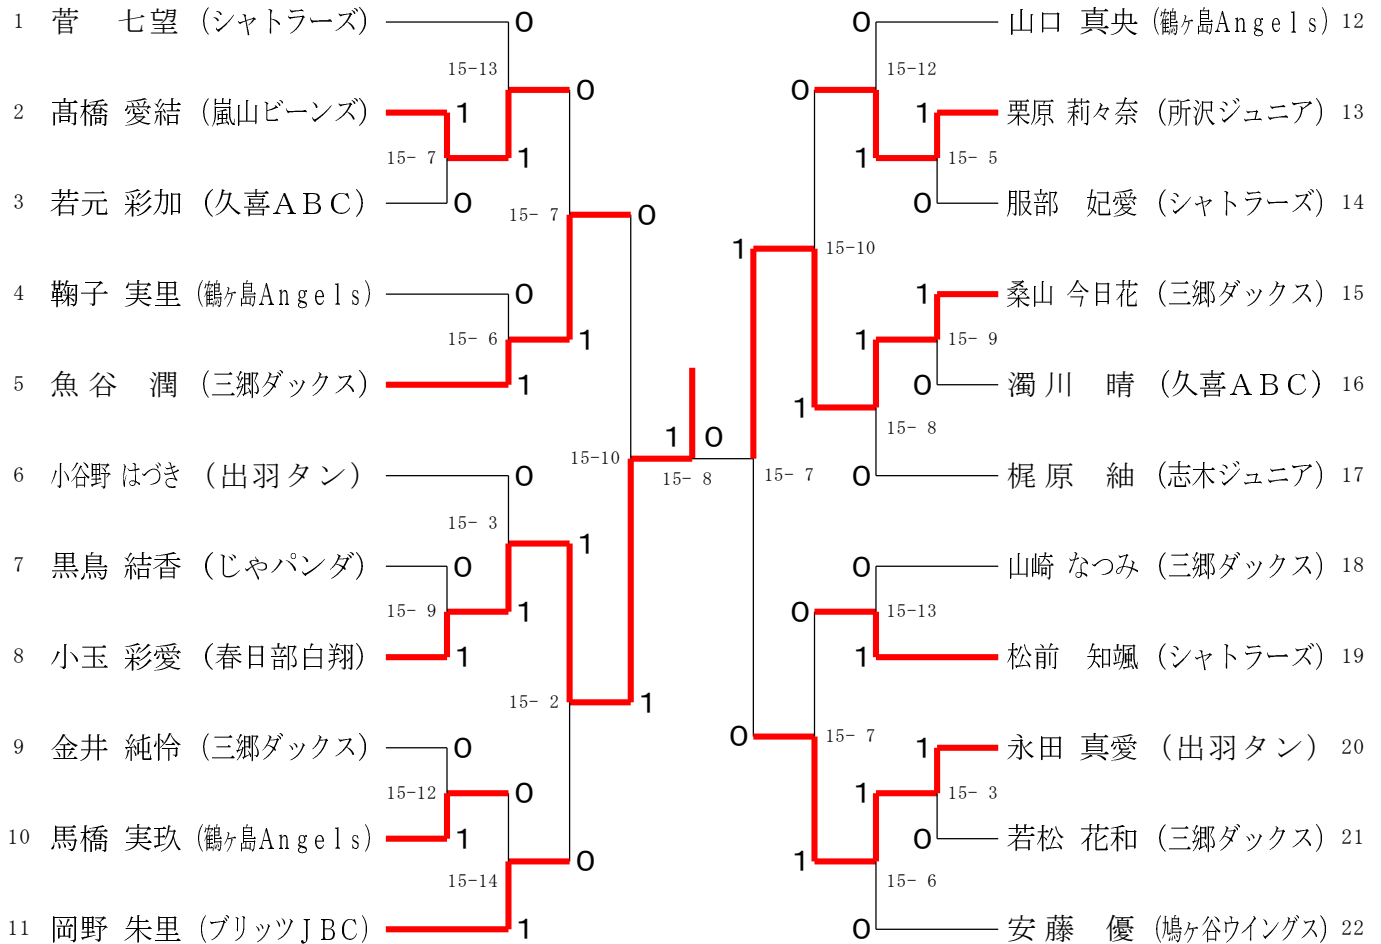 1 菅 七望 (シャトラーズ) 0 0 山口 真央 (鶴ヶ島Angels) 12
15-13 15-12
0 0
2 髙橋 愛結 (嵐山ビーンズ) 1 1 栗原 莉々奈 (所沢ジュニア) 13
15- 7 1 1 15- 5
3 若元 彩加 (久喜ABC) 0 0 服部 妃愛 (シャトラーズ) 14
15- 7 0
1 15-10
4 鞠子 実里 (鶴ヶ島Angels) 0 1 桑山 今日花 (三郷ダックス) 15
15- 6 1 1 15- 9
5 魚谷 潤 (三郷ダックス) 1 0 濁川 晴 (久喜ABC) 16
1 15- 8
1 0
15-10
6 小谷野 はづき (出羽タン) 0 15- 8 15- 7 0 梶原 紬 (志木ジュニア) 17
15- 3
1
7 黒鳥 結香 (じゃパンダ) 0 0 山崎 なつみ (三郷ダックス) 18
15- 9 1 0 15-13
8 小玉 彩愛 (春日部白翔) 1 1 松前 知颯 (シャトラーズ) 19
15- 2 1
0 15- 7
9 金井 純怜 (三郷ダックス) 0 1 永田 真愛 (出羽タン) 20
15-12 0 1 15- 3
10 馬橋 実玖 (鶴ヶ島Angels) 1 0 若松 花和 (三郷ダックス) 21
0 1
15-14 15- 6
11 岡野 朱里 (ブリッツJBC) 1 0 安藤 優 (鳩ヶ谷ウイングス) 22